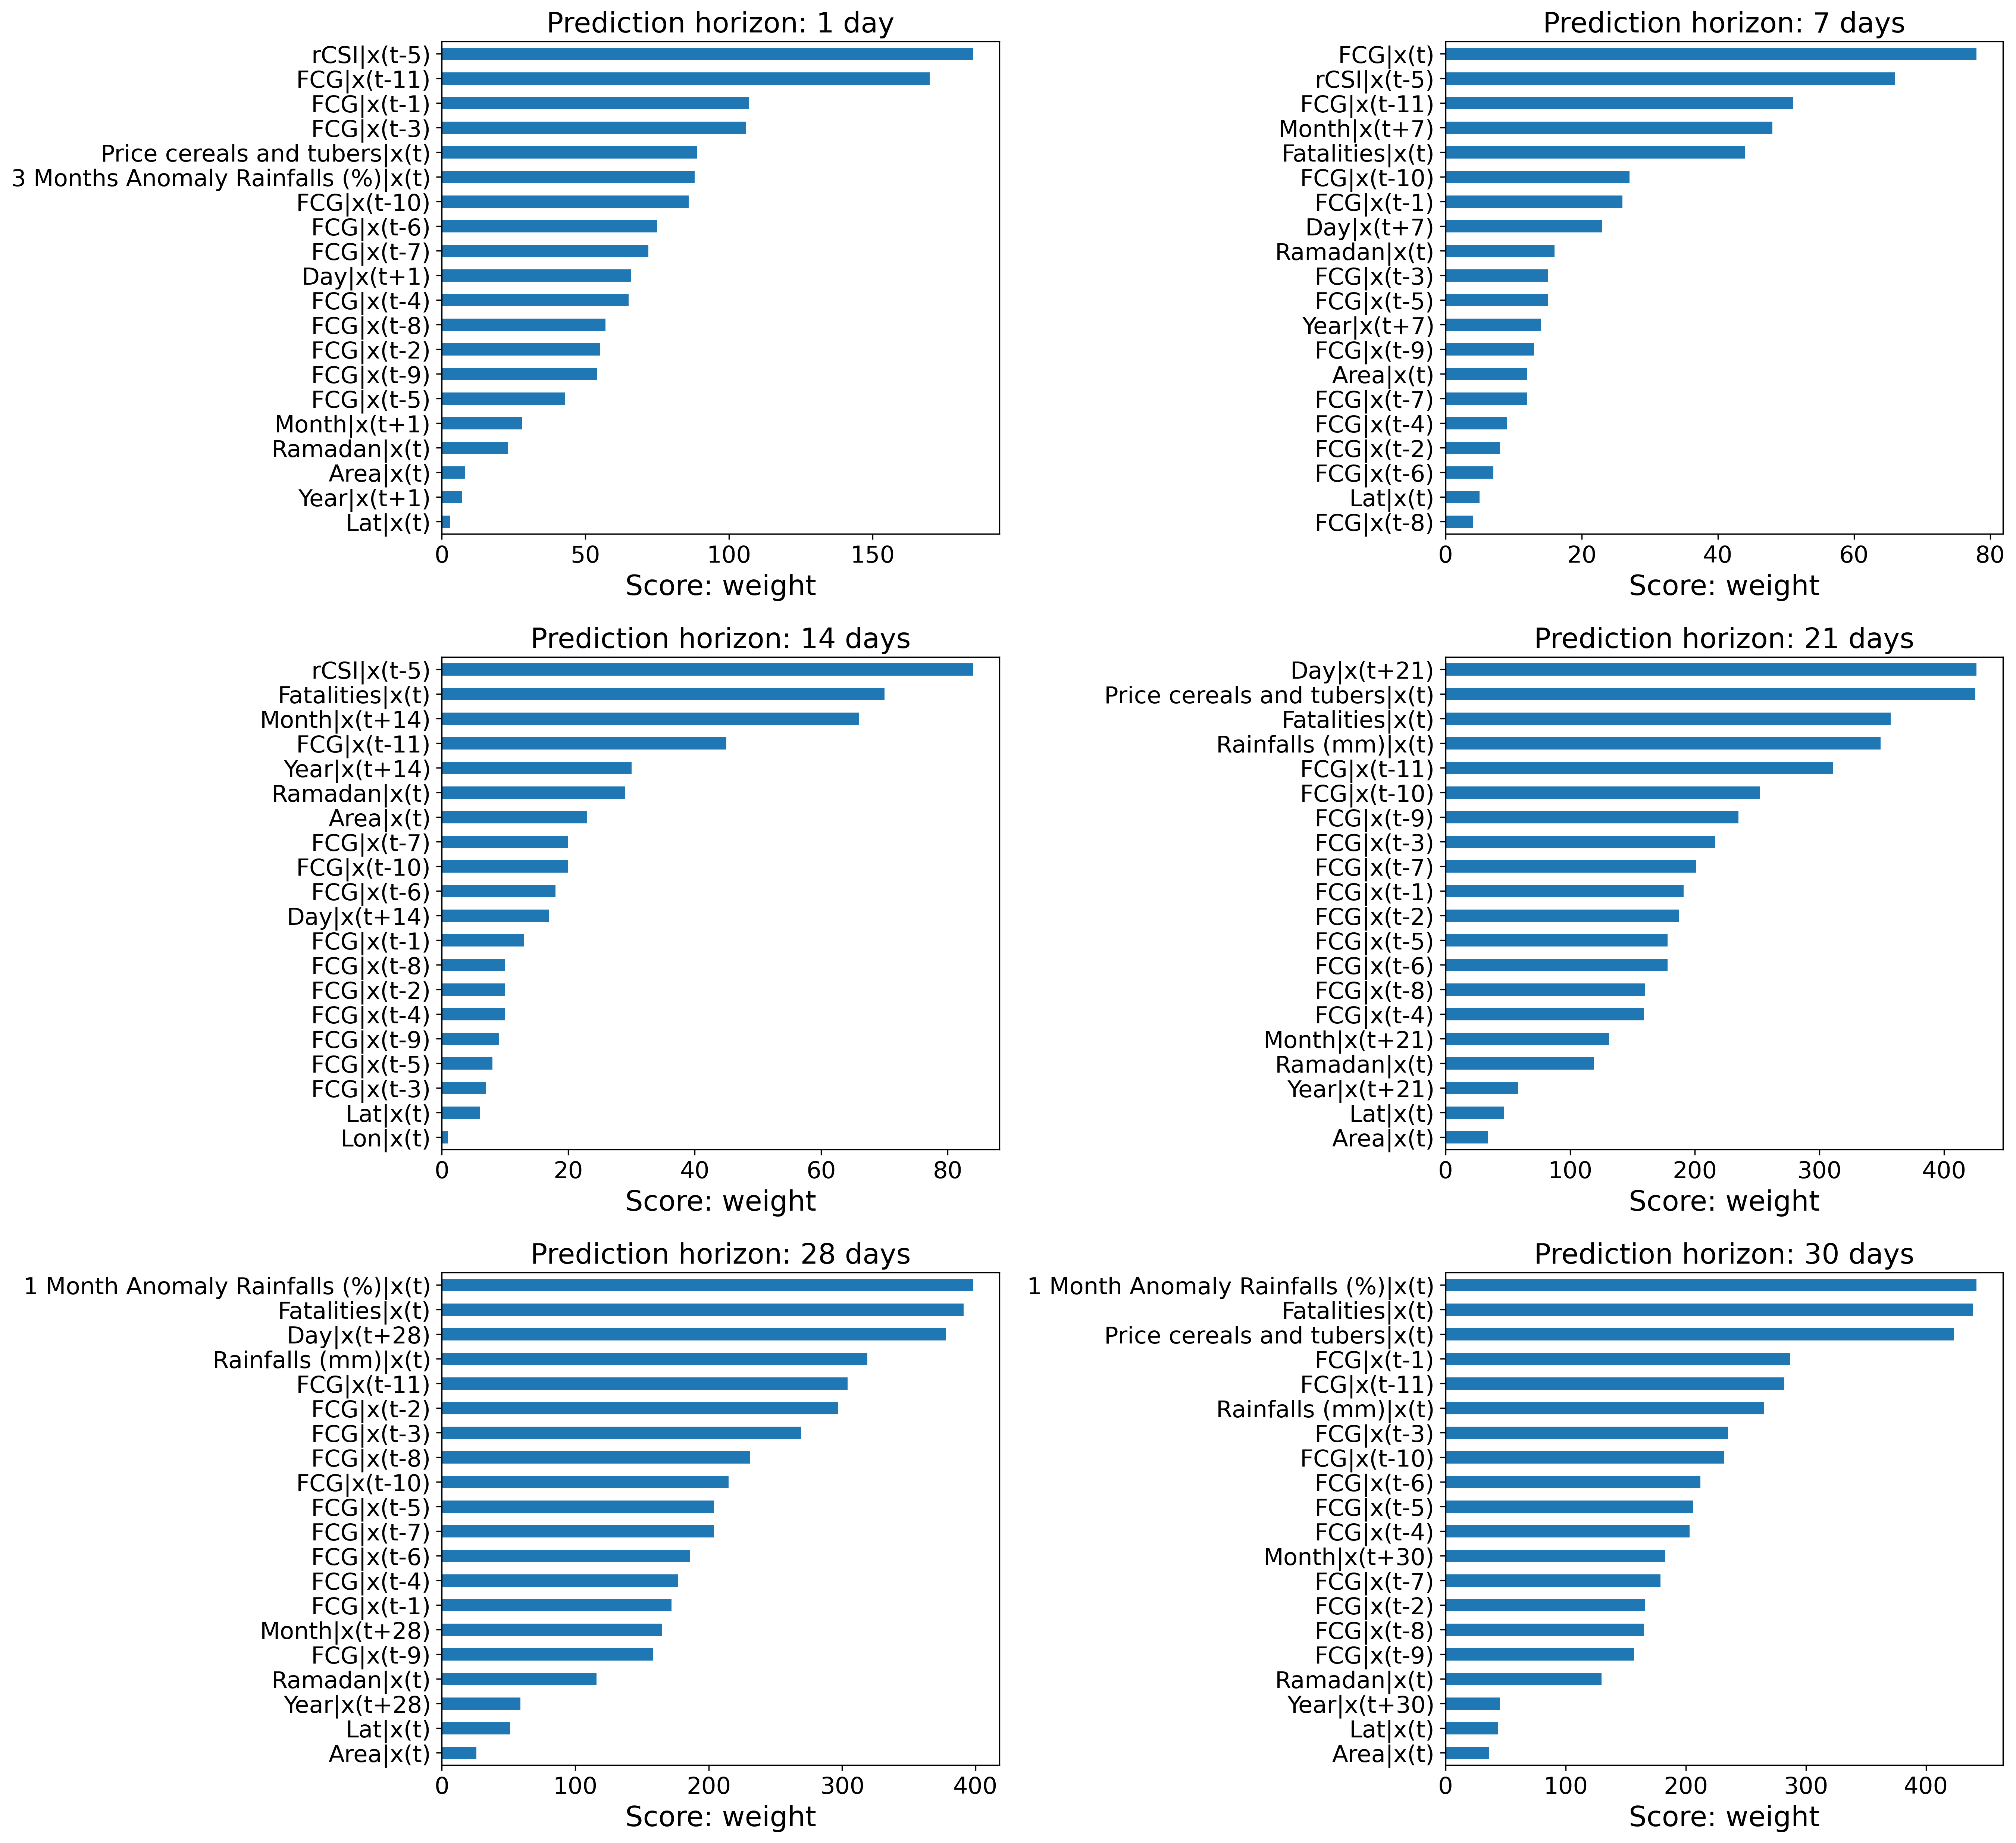 Prediction horizon: 1 day
rCSI|x(t-5)
FCG|x(t-11)
FCG|x(t-1)
FCG|x(t-3)
Price cereals and tubers|x(t)
3 Months Anomaly Rainfalls (%)|x(t)
FCG|x(t-10)
FCG|x(t-6)
FCG|x(t-7)
Day|x(t+1)
FCG|x(t-4)
FCG|x(t-8)
FCG|x(t-2)
FCG|x(t-9)
FCG|x(t-5)
Month|x(t+1)
Ramadan|x(t)
Area|x(t)
Year|x(t+1)
Lat|x(t)
0 50 100 150
Score: weight
Prediction horizon: 7 days
FCG|x(t)
rCSI|x(t-5)
FCG|x(t-11)
Month|x(t+7)
Fatalities|x(t)
FCG|x(t-10)
FCG|x(t-1)
Day|x(t+7)
Ramadan|x(t)
FCG|x(t-3)
FCG|x(t-5)
Year|x(t+7)
FCG|x(t-9)
Area|x(t)
FCG|x(t-7)
FCG|x(t-4)
FCG|x(t-2)
FCG|x(t-6)
Lat|x(t)
FCG|x(t-8)
0 20 40 60 80
Score: weight
Prediction horizon: 14 days
rCSI|x(t-5)
Fatalities|x(t)
Month|x(t+14)
FCG|x(t-11)
Year|x(t+14)
Ramadan|x(t)
Area|x(t)
FCG|x(t-7)
FCG|x(t-10)
FCG|x(t-6)
Day|x(t+14)
FCG|x(t-1)
FCG|x(t-8)
FCG|x(t-2)
FCG|x(t-4)
FCG|x(t-9)
FCG|x(t-5)
FCG|x(t-3)
Lat|x(t)
Lon|x(t)
0 20 40 60 80
Score: weight
Prediction horizon: 21 days
Day|x(t+21)
Price cereals and tubers|x(t)
Fatalities|x(t)
Rainfalls (mm)|x(t)
FCG|x(t-11)
FCG|x(t-10)
FCG|x(t-9)
FCG|x(t-3)
FCG|x(t-7)
FCG|x(t-1)
FCG|x(t-2)
FCG|x(t-5)
FCG|x(t-6)
FCG|x(t-8)
FCG|x(t-4)
Month|x(t+21)
Ramadan|x(t)
Year|x(t+21)
Lat|x(t)
Area|x(t)
0 100 200 300 400
Score: weight
Prediction horizon: 28 days
1 Month Anomaly Rainfalls (%)|x(t)
Fatalities|x(t)
Day|x(t+28)
Rainfalls (mm)|x(t)
FCG|x(t-11)
FCG|x(t-2)
FCG|x(t-3)
FCG|x(t-8)
FCG|x(t-10)
FCG|x(t-5)
FCG|x(t-7)
FCG|x(t-6)
FCG|x(t-4)
FCG|x(t-1)
Month|x(t+28)
FCG|x(t-9)
Ramadan|x(t)
Year|x(t+28)
Lat|x(t)
Area|x(t)
0 100 200 300 400
Score: weight
Prediction horizon: 30 days
1 Month Anomaly Rainfalls (%)|x(t)
Fatalities|x(t)
Price cereals and tubers|x(t)
FCG|x(t-1)
FCG|x(t-11)
Rainfalls (mm)|x(t)
FCG|x(t-3)
FCG|x(t-10)
FCG|x(t-6)
FCG|x(t-5)
FCG|x(t-4)
Month|x(t+30)
FCG|x(t-7)
FCG|x(t-2)
FCG|x(t-8)
FCG|x(t-9)
Ramadan|x(t)
Year|x(t+30)
Lat|x(t)
Area|x(t)
0 100 200 300 400
Score: weight